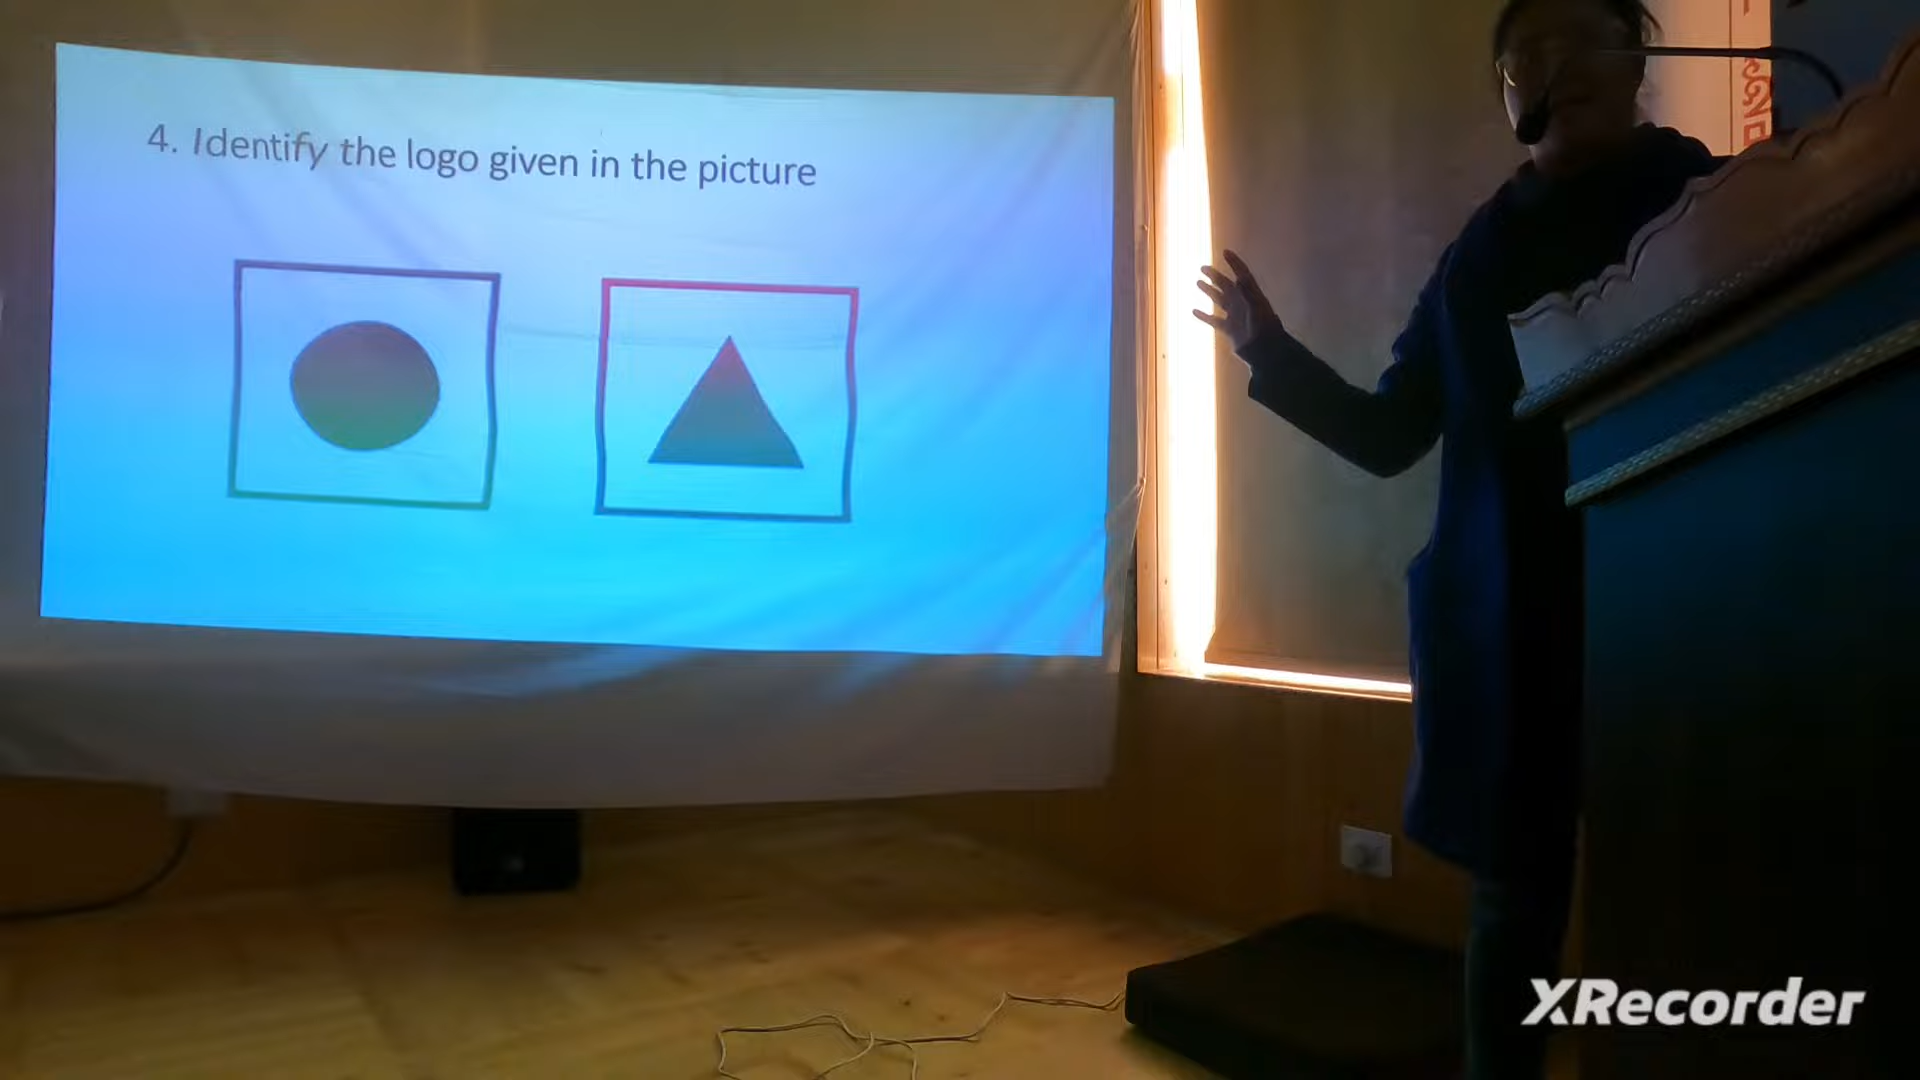 4. Identify the logo given in the picture
XRecorder